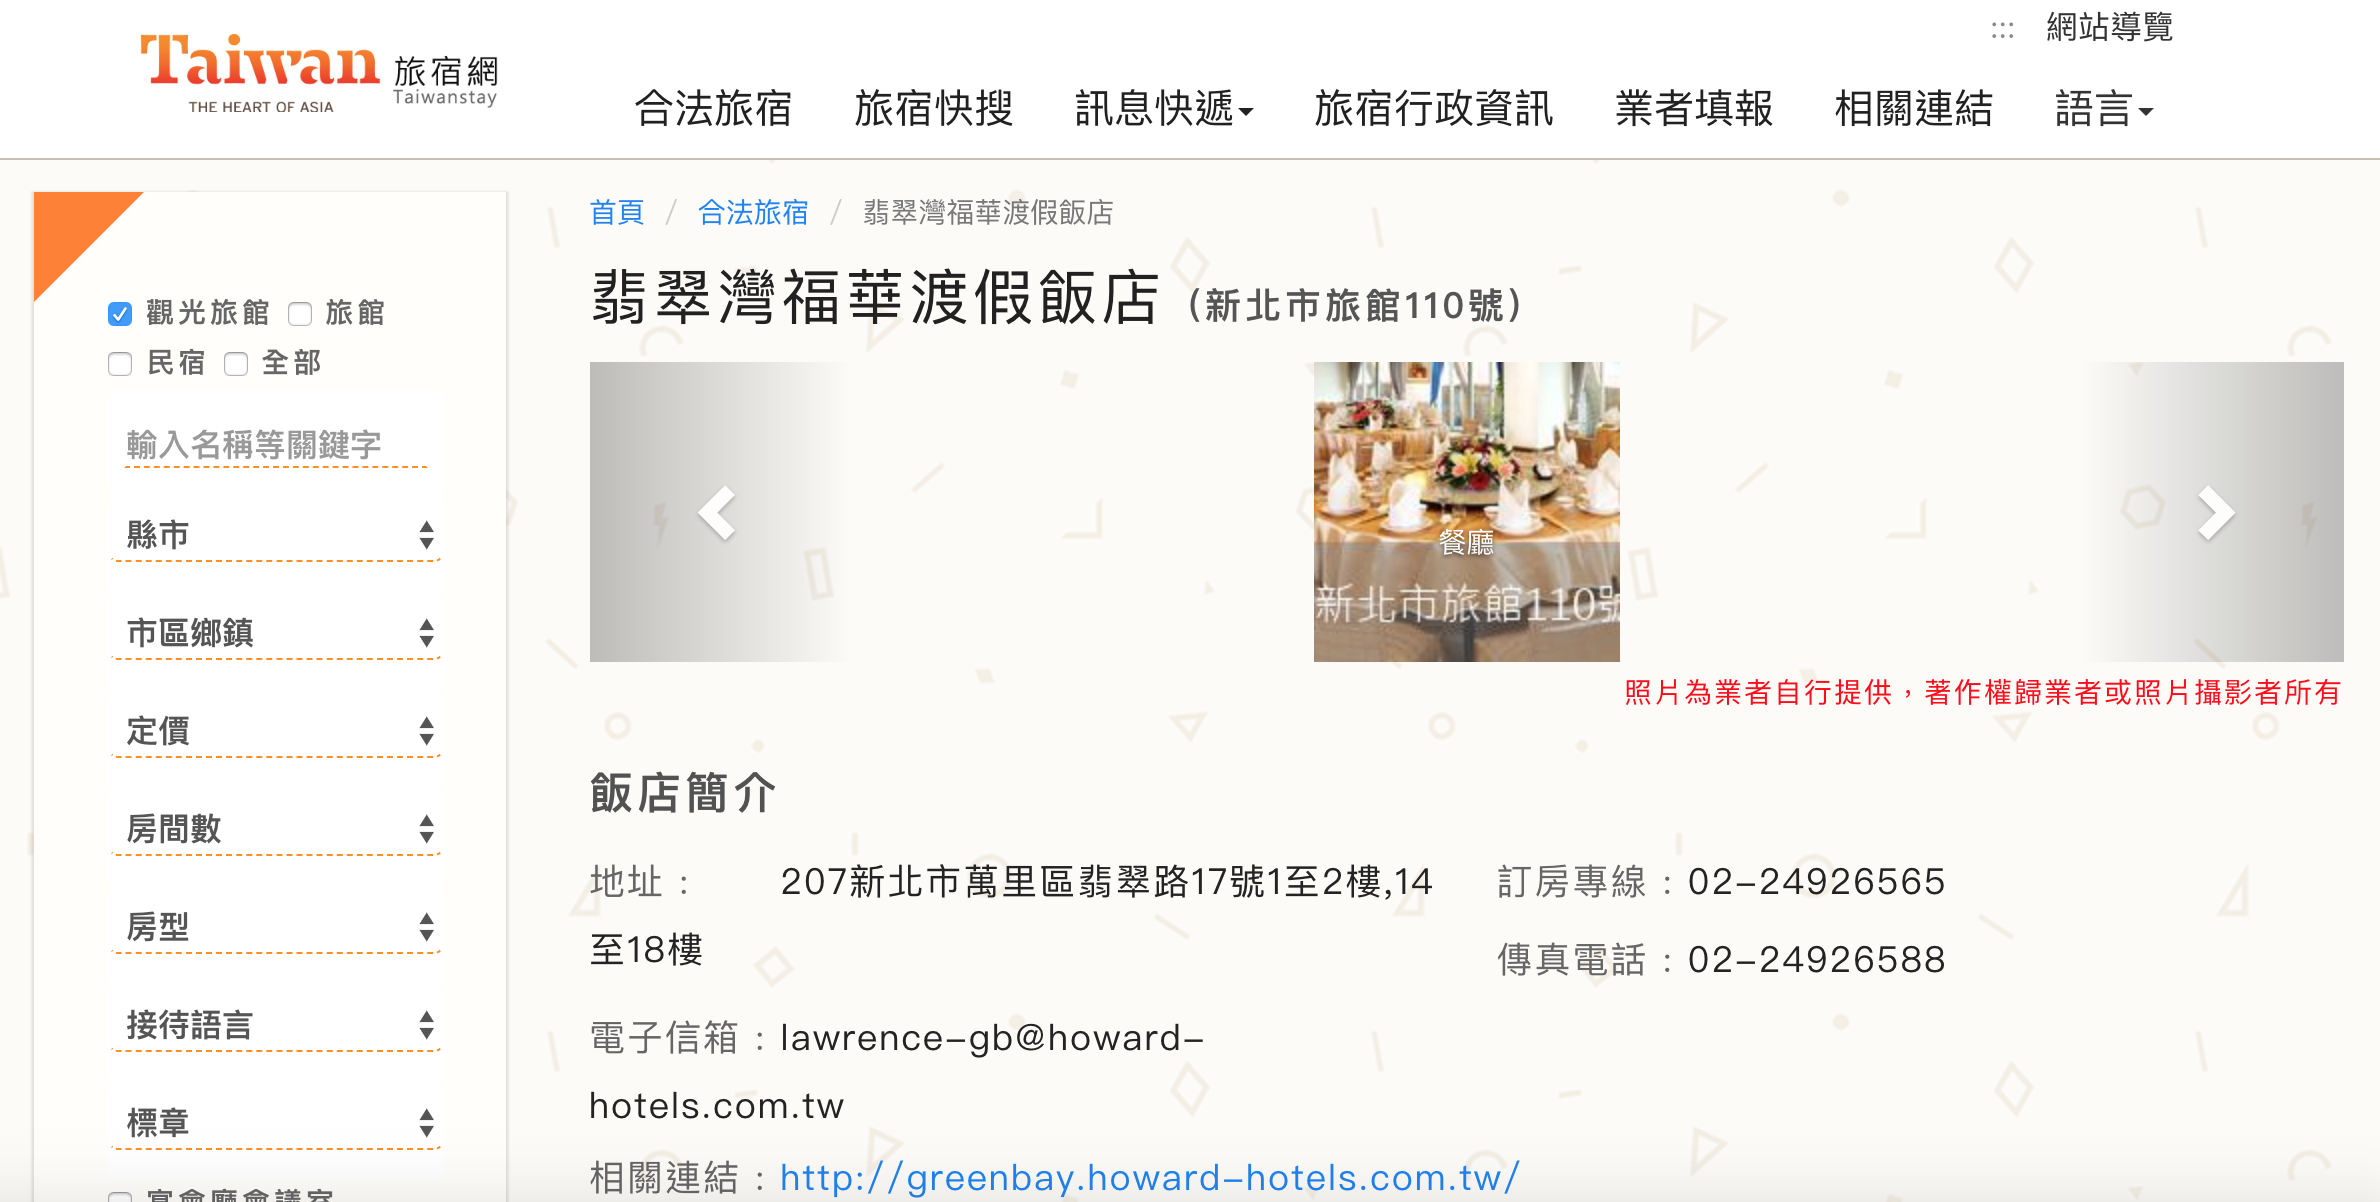 ::: 網站導覽
Taiwan 旅宿網
THE HEART OF ASIA Taiwanstay
合法旅宿 旅宿快搜 訊息快遞 旅宿行政資訊 業者填報 相關連結 語言
觀光旅館 旅館
民宿 全部
輸入名稱等關鍵字
縣市
市區鄉鎮
定價
房間數
房型
接待語言
標章
宴會廳會議室
首頁 / 合法旅宿 / 翡翠灣福華渡假飯店
翡翠灣福華渡假飯店（新北市旅館110號）
餐廳
新北市旅館110號
照片為業者自行提供，著作權歸業者或照片攝影者所有
飯店簡介
地址： 207新北市萬里區翡翠路17號1至2樓,14
至18樓
訂房專線：02-24926565
傳真電話：02-24926588
電子信箱：lawrence-gb@howard-
hotels.com.tw
相關連結：http://greenbay.howard-hotels.com.tw/